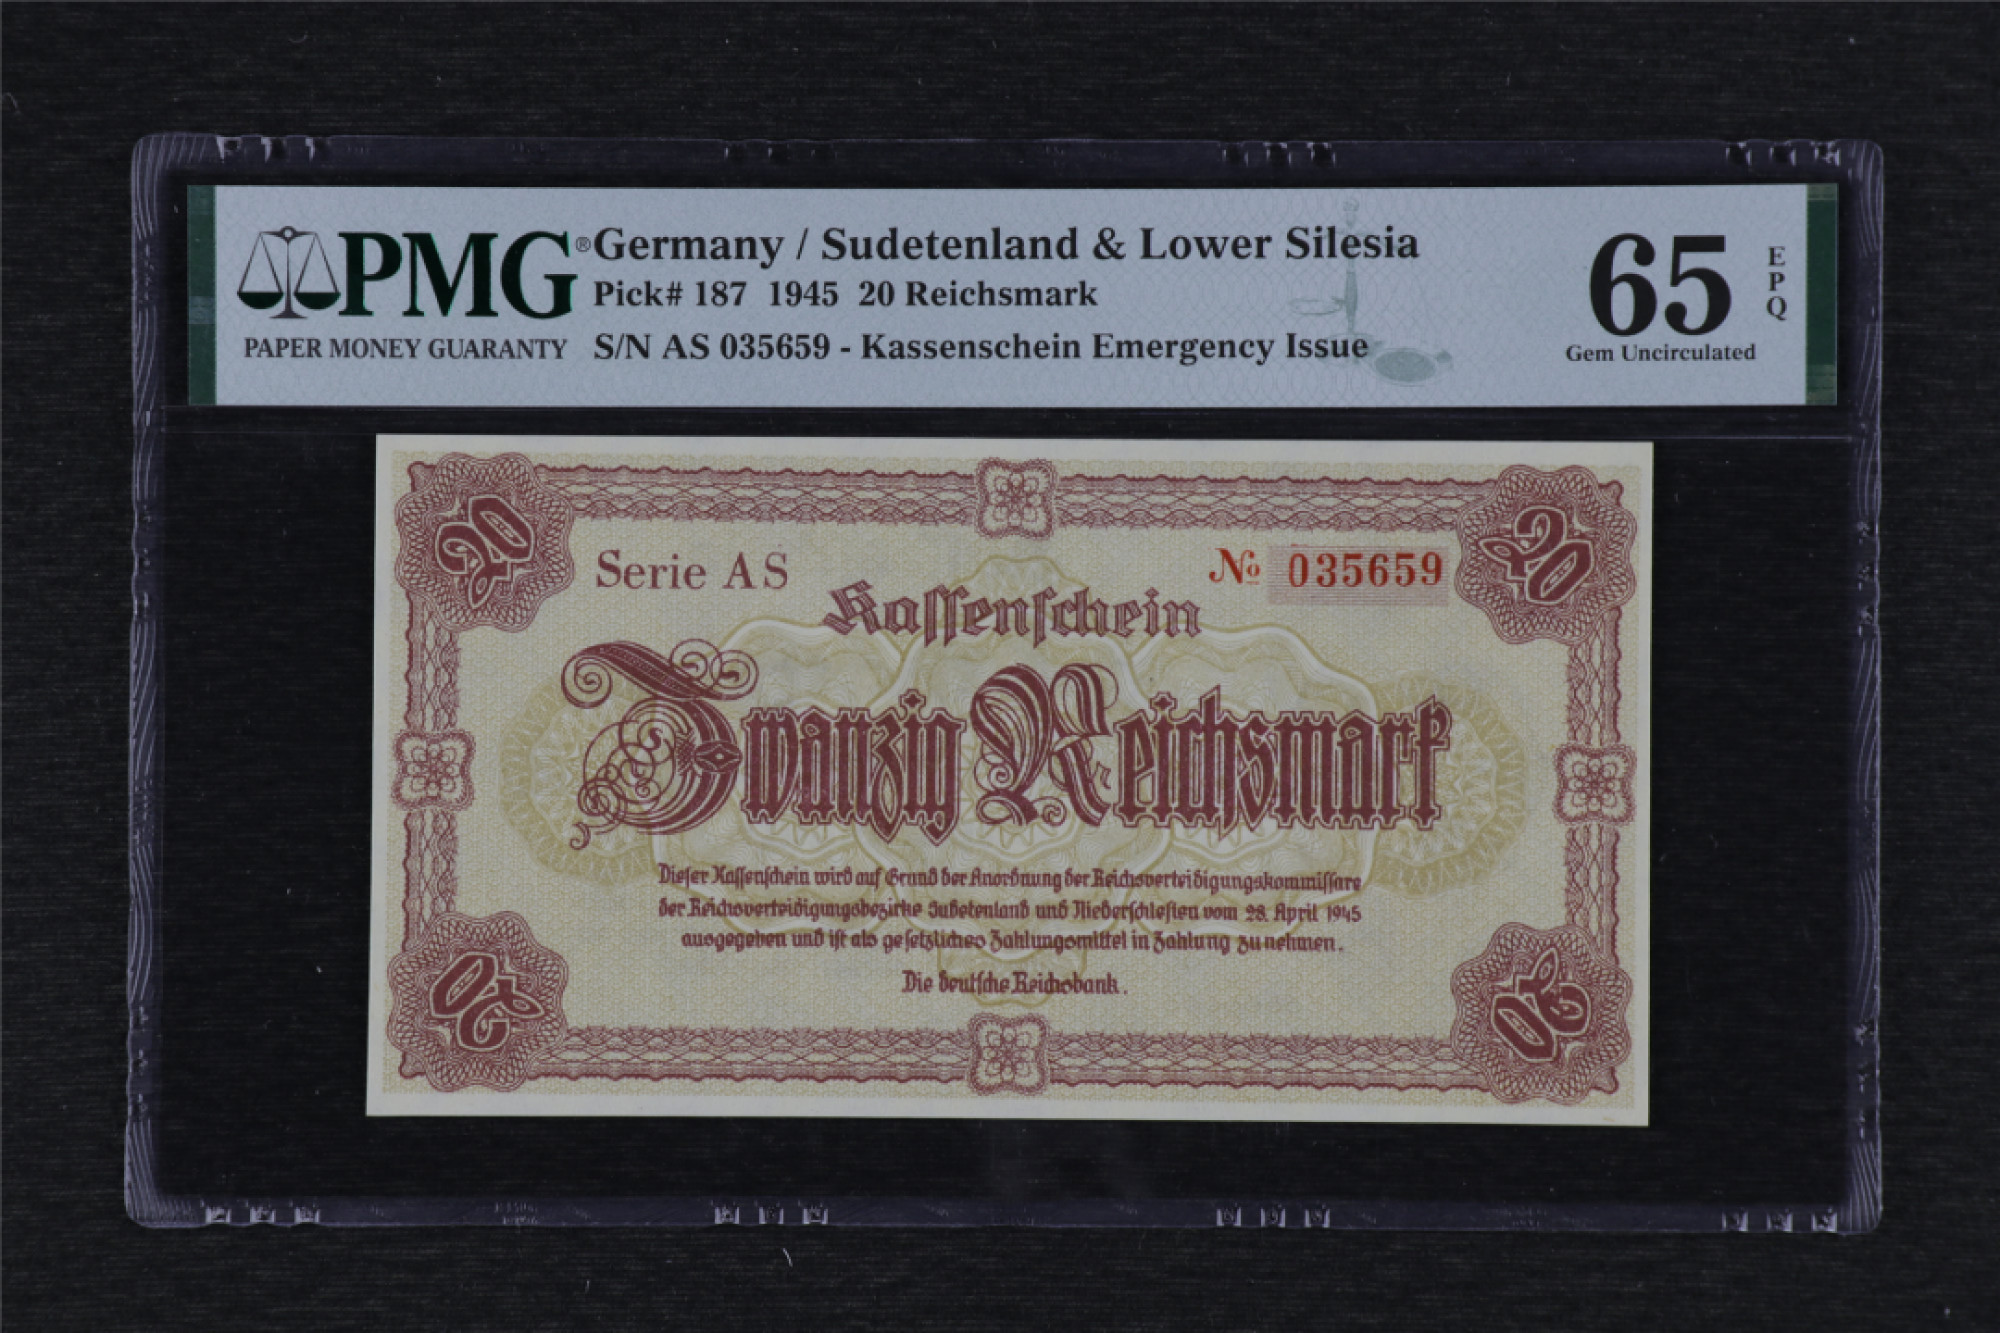 PMG®
PAPER MONEY GUARANTY
Germany / Sudetenland & Lower Silesia
Pick# 187 1945 20 Reichsmark
S/N AS 035659 - Kassenschein Emergency Issue
65 EPQ
Gem Uncirculated
20
20
Serie AS
№ 035659
Kassenschein
Zwanzig Reichsmark
Dieser Kassenschein wird auf Grund der Anordnung der Reichsverteidigungskommissare
der Reichsverteidigungsbezirke Sudetenland und Niederschlesien vom 28. April 1945
ausgegeben und ist als gesetzliches Zahlungsmittel in Zahlung zu nehmen.
Die deutsche Reichsbank.
20
20